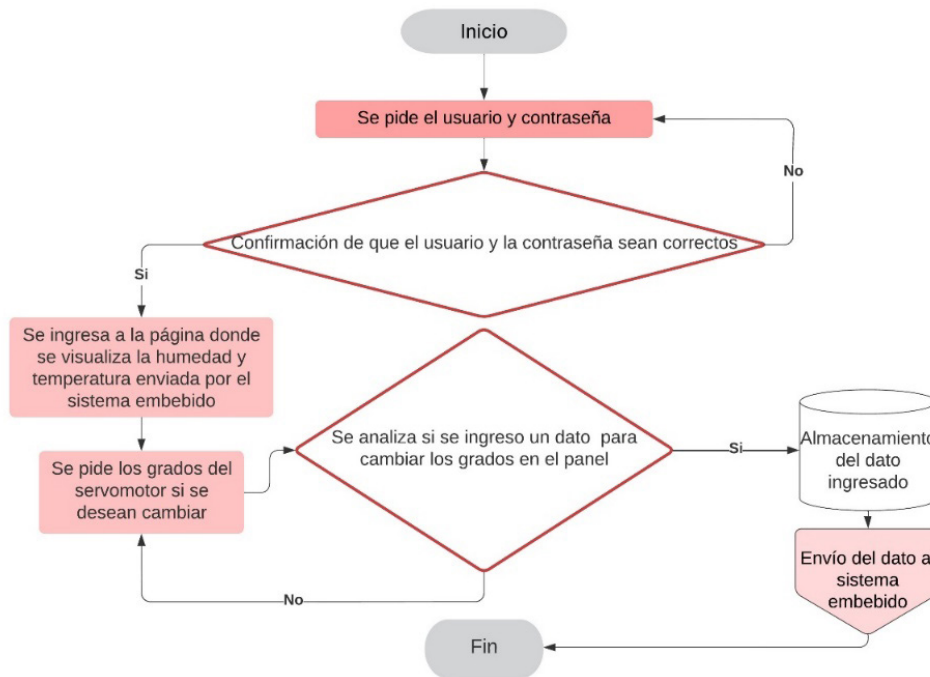 Inicio
Se pide el usuario y contraseña
No
Confirmación de que el usuario y la contraseña sean correctos
Si
Se ingresa a la página donde
se visualiza la humedad y
temperatura enviada por el
sistema embebido
Se pide los grados del
servomotor si se
desean cambiar
Se analiza si se ingreso un dato para
cambiar los grados en el panel
Si
No
Almacenamiento
del dato
ingresado
Envío del dato al
sistema
embebido
Fin